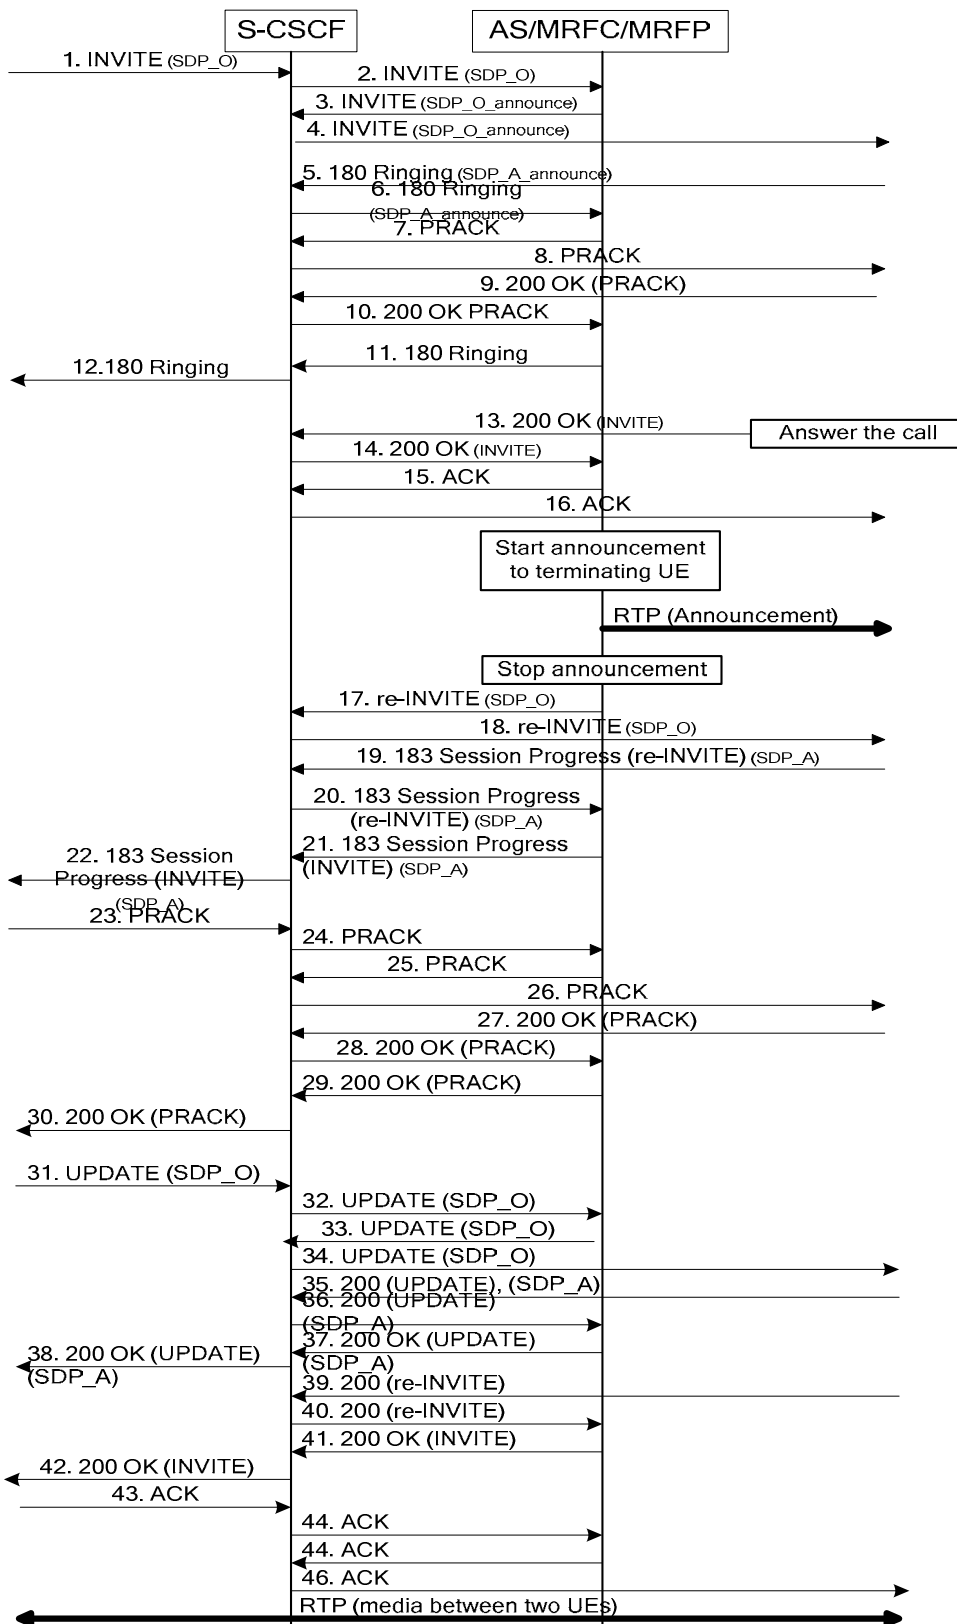 S-CSCF
AS/MRFC/MRFP
1. INVITE (SDP_O)
2. INVITE (SDP_O)
3. INVITE (SDP_O_announce)
4. INVITE (SDP_O_announce)
5. 180 Ringing (SDP_A_announce)
6. 180 Ringing
(SDP_A_announce)
7. PRACK
8. PRACK
9. 200 OK (PRACK)
10. 200 OK PRACK
11. 180 Ringing
12.180 Ringing
13. 200 OK (INVITE)
Answer the call
14. 200 OK (INVITE)
15. ACK
16. ACK
Start announcement
to terminating UE
RTP (Announcement)
Stop announcement
17. re-INVITE (SDP_O)
18. re-INVITE (SDP_O)
19. 183 Session Progress (re-INVITE) (SDP_A)
20. 183 Session Progress
(re-INVITE) (SDP_A)
21. 183 Session Progress
(INVITE) (SDP_A)
22. 183 Session
Progress (INVITE)
(SDP_A)
23. PRACK
24. PRACK
25. PRACK
26. PRACK
27. 200 OK (PRACK)
28. 200 OK (PRACK)
29. 200 OK (PRACK)
30. 200 OK (PRACK)
31. UPDATE (SDP_O)
32. UPDATE (SDP_O)
33. UPDATE (SDP_O)
34. UPDATE (SDP_O)
35. 200 (UPDATE), (SDP_A)
36. 200 (UPDATE)
(SDP_A)
37. 200 OK (UPDATE)
(SDP_A)
38. 200 OK (UPDATE)
(SDP_A)
39. 200 (re-INVITE)
40. 200 (re-INVITE)
41. 200 OK (INVITE)
42. 200 OK (INVITE)
43. ACK
44. ACK
44. ACK
46. ACK
RTP (media between two UEs)